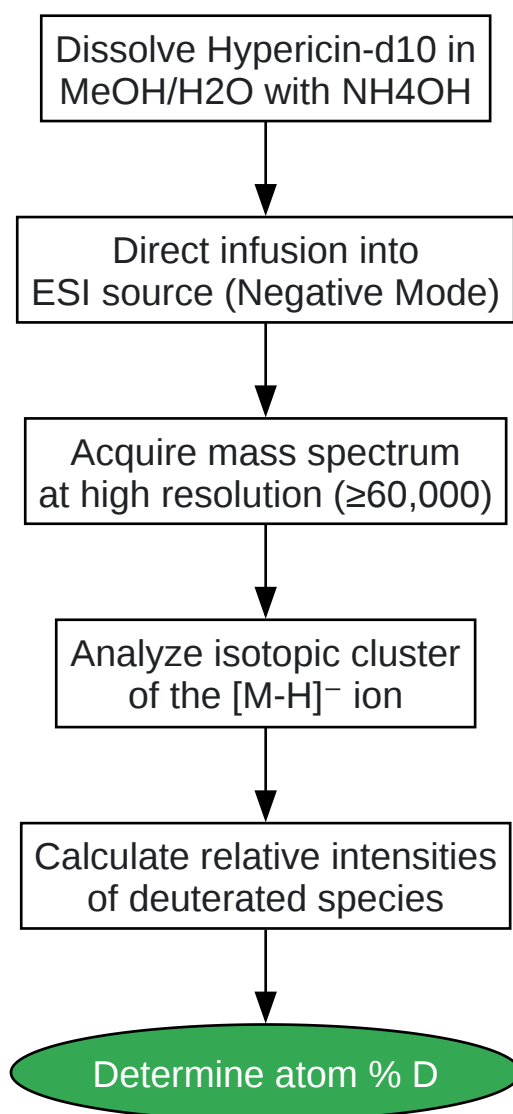 Dissolve Hypericin-d10 in
MeOH/H2O with NH4OH
Direct infusion into
ESI source (Negative Mode)
Acquire mass spectrum
at high resolution (≥60,000)
Analyze isotopic cluster
of the [M-H]⁻ ion
Calculate relative intensities
of deuterated species
Determine atom % D